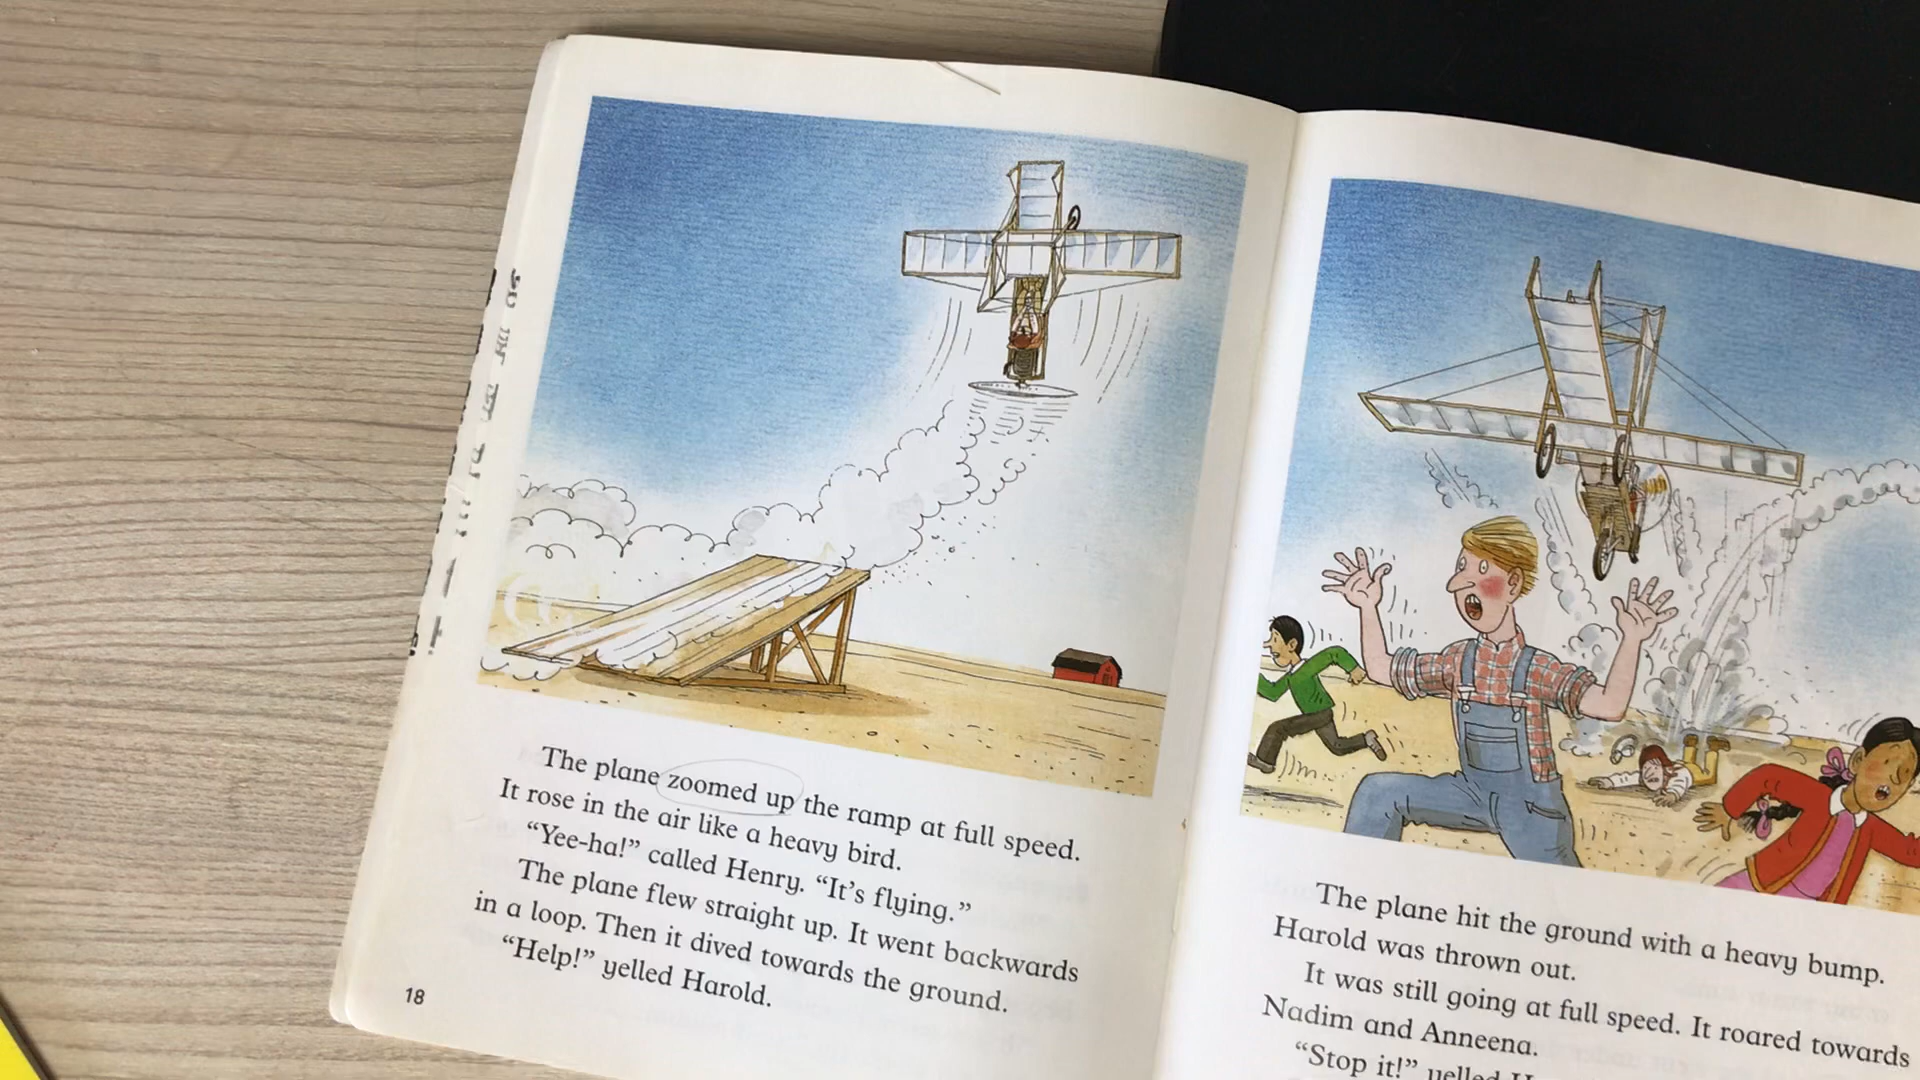 The plane zoomed up the ramp at full speed.
It rose in the air like a heavy bird.
“Yee-ha!” called Henry. “It’s flying.”
The plane flew straight up. It went backwards
in a loop. Then it dived towards the ground.
“Help!” yelled Harold.
18
The plane hit the ground with a heavy bump.
Harold was thrown out.
It was still going at full speed. It roared towards
Nadim and Anneena.
“Stop it!” yelled